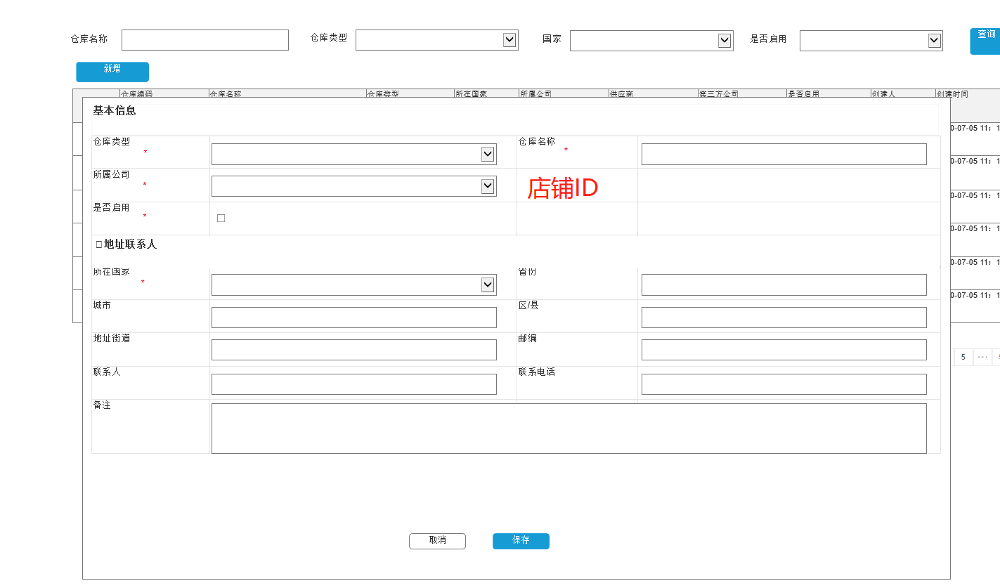 仓库名称 仓库类型 国家 是否启用 查询
新增
仓库编码 仓库名称 仓库类型 所在国家 所属公司 供应商 第三方公司 是否启用 创建人 创建时间
基本信息
0-07-05 11: 1
仓库类型 * 仓库名称 *
0-07-05 11: 1
所属公司 * 店铺ID
0-07-05 11: 1
是否启用 *
0-07-05 11: 1
地址联系人
0-07-05 11: 1
所在国家 * 省份
0-07-05 11: 1
城市 区/县
地址街道 邮编
5 ···
联系人 联系电话
备注
取消 保存